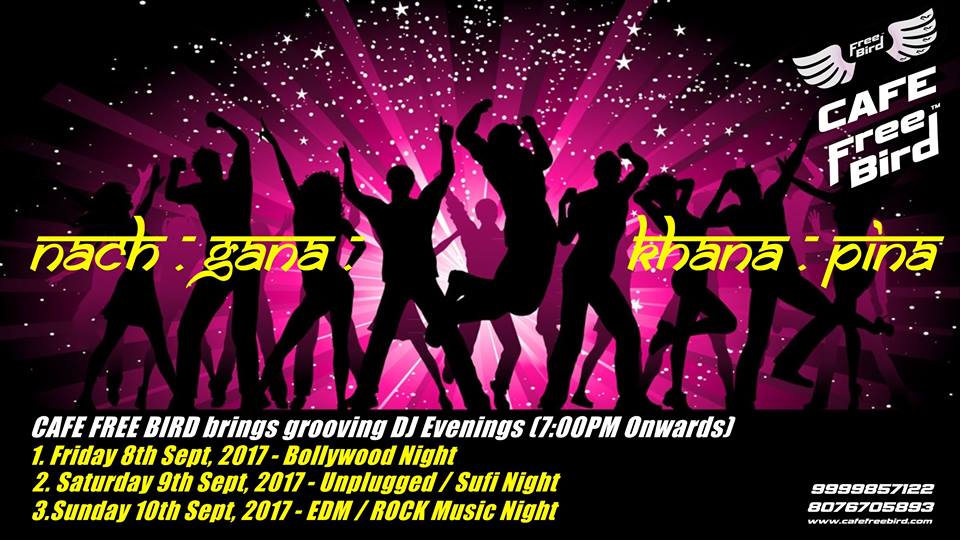 Free
Bird
CAFE
Free™
Bird
nach : gana :
khana : pina
CAFE FREE BIRD brings grooving DJ Evenings (7:00PM Onwards)
1. Friday 8th Sept, 2017 - Bollywood Night
2. Saturday 9th Sept, 2017 - Unplugged / Sufi Night
3.Sunday 10th Sept, 2017 - EDM / ROCK Music Night
9999857122
8076705893
www.cafefreebird.com